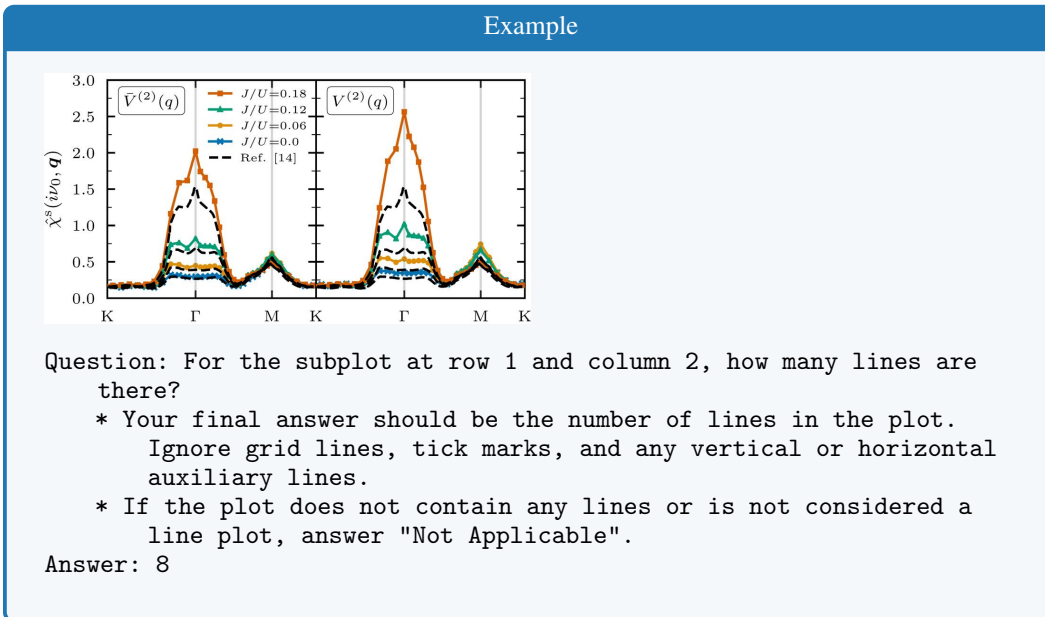 Example
3.0
2.5
2.0
1.5
1.0
0.5
0.0
χ̂ˢ(iν₀, q)
V̄⁽²⁾(q)
J/U=0.18
J/U=0.12
J/U=0.06
J/U=0.0
Ref. [14]
V⁽²⁾(q)
K Γ M K Γ M K
Question: For the subplot at row 1 and column 2, how many lines are
there?
* Your final answer should be the number of lines in the plot.
Ignore grid lines, tick marks, and any vertical or horizontal
auxiliary lines.
* If the plot does not contain any lines or is not considered a
line plot, answer "Not Applicable".
Answer: 8